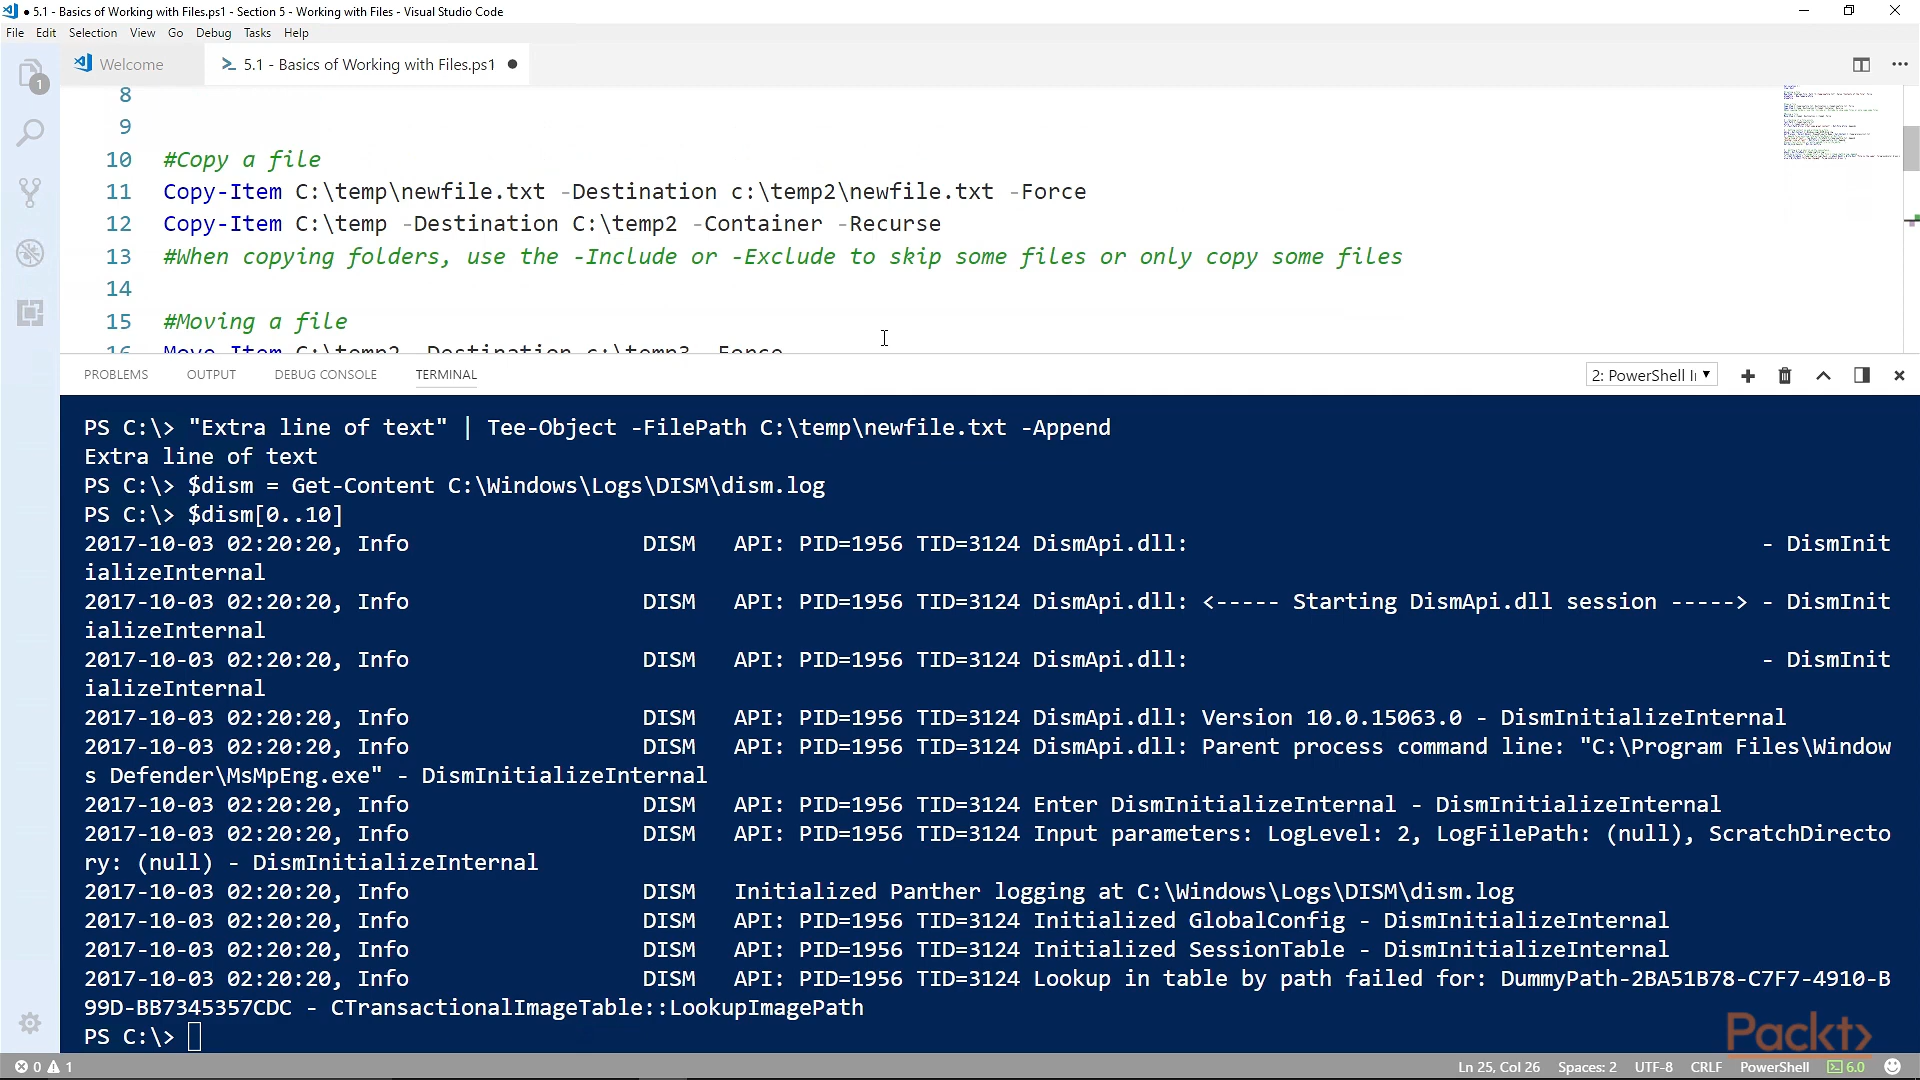 ● 5.1 - Basics of Working with Files.ps1 - Section 5 - Working with Files - Visual Studio Code
File Edit Selection View Go Debug Tasks Help
1 Welcome 5.1 - Basics of Working with Files.ps1 ●
8
9
10 #Copy a file
11 Copy-Item C:\temp\newfile.txt -Destination c:\temp2\newfile.txt -Force
12 Copy-Item C:\temp -Destination C:\temp2 -Container -Recurse
13 #When copying folders, use the -Include or -Exclude to skip some files or only copy some files
14
15 #Moving a file
16 Move-Item C:\temp2 -Destination c:\temp3 -Force
PROBLEMS OUTPUT DEBUG CONSOLE TERMINAL 2: PowerShell I
PS C:\> "Extra line of text" | Tee-Object -FilePath C:\temp\newfile.txt -Append
Extra line of text
PS C:\> $dism = Get-Content C:\Windows\Logs\DISM\dism.log
PS C:\> $dism[0..10]
2017-10-03 02:20:20, Info DISM API: PID=1956 TID=3124 DismApi.dll: - DismInit
ializeInternal
2017-10-03 02:20:20, Info DISM API: PID=1956 TID=3124 DismApi.dll: <----- Starting DismApi.dll session -----> - DismInit
ializeInternal
2017-10-03 02:20:20, Info DISM API: PID=1956 TID=3124 DismApi.dll: - DismInit
ializeInternal
2017-10-03 02:20:20, Info DISM API: PID=1956 TID=3124 DismApi.dll: Version 10.0.15063.0 - DismInitializeInternal
2017-10-03 02:20:20, Info DISM API: PID=1956 TID=3124 DismApi.dll: Parent process command line: "C:\Program Files\Window
s Defender\MsMpEng.exe" - DismInitializeInternal
2017-10-03 02:20:20, Info DISM API: PID=1956 TID=3124 Enter DismInitializeInternal - DismInitializeInternal
2017-10-03 02:20:20, Info DISM API: PID=1956 TID=3124 Input parameters: LogLevel: 2, LogFilePath: (null), ScratchDirecto
ry: (null) - DismInitializeInternal
2017-10-03 02:20:20, Info DISM Initialized Panther logging at C:\Windows\Logs\DISM\dism.log
2017-10-03 02:20:20, Info DISM API: PID=1956 TID=3124 Initialized GlobalConfig - DismInitializeInternal
2017-10-03 02:20:20, Info DISM API: PID=1956 TID=3124 Initialized SessionTable - DismInitializeInternal
2017-10-03 02:20:20, Info DISM API: PID=1956 TID=3124 Lookup in table by path failed for: DummyPath-2BA51B78-C7F7-4910-B
99D-BB7345357CDC - CTransactionalImageTable::LookupImagePath
PS C:\>
Packt>
0 1 Ln 25, Col 26 Spaces: 2 UTF-8 CRLF PowerShell 6.0